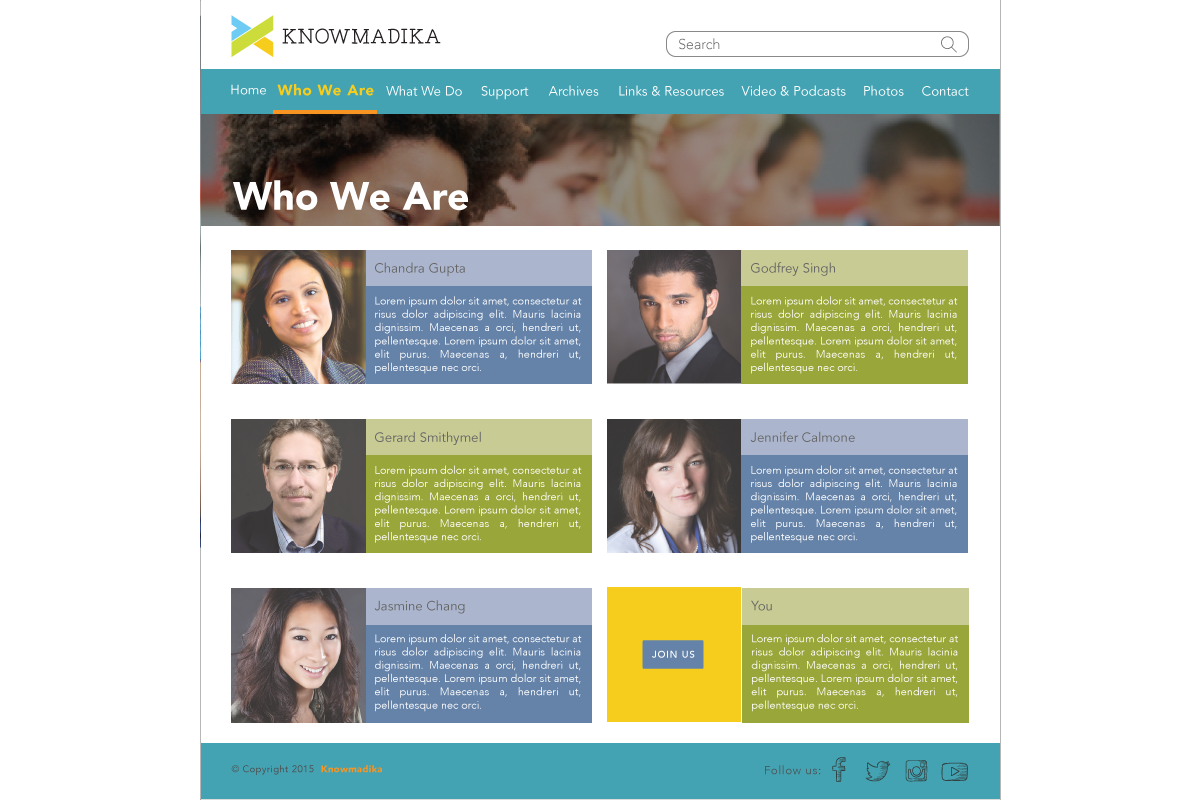 KNOWMADIKA
Search
Home Who We Are What We Do Support Archives Links & Resources Video & Podcasts Photos Contact
Who We Are
Chandra Gupta
Lorem ipsum dolor sit amet, consectetur at
risus dolor adipiscing elit. Mauris lacinia
dignissim. Maecenas a orci, hendreri ut,
pellentesque. Lorem ipsum dolor sit amet,
elit purus. Maecenas a, hendreri ut,
pellentesque nec orci.
Godfrey Singh
Lorem ipsum dolor sit amet, consectetur at
risus dolor adipiscing elit. Mauris lacinia
dignissim. Maecenas a orci, hendreri ut,
pellentesque. Lorem ipsum dolor sit amet,
elit purus. Maecenas a, hendreri ut,
pellentesque nec orci.
Gerard Smithymel
Lorem ipsum dolor sit amet, consectetur at
risus dolor adipiscing elit. Mauris lacinia
dignissim. Maecenas a orci, hendreri ut,
pellentesque. Lorem ipsum dolor sit amet,
elit purus. Maecenas a, hendreri ut,
pellentesque nec orci.
Jennifer Calmone
Lorem ipsum dolor sit amet, consectetur at
risus dolor adipiscing elit. Mauris lacinia
dignissim. Maecenas a orci, hendreri ut,
pellentesque. Lorem ipsum dolor sit amet,
elit purus. Maecenas a, hendreri ut,
pellentesque nec orci.
Jasmine Chang
Lorem ipsum dolor sit amet, consectetur at
risus dolor adipiscing elit. Mauris lacinia
dignissim. Maecenas a orci, hendreri ut,
pellentesque. Lorem ipsum dolor sit amet,
elit purus. Maecenas a, hendreri ut,
pellentesque nec orci.
JOIN US
You
Lorem ipsum dolor sit amet, consectetur at
risus dolor adipiscing elit. Mauris lacinia
dignissim. Maecenas a orci, hendreri ut,
pellentesque. Lorem ipsum dolor sit amet,
elit purus. Maecenas a, hendreri ut,
pellentesque nec orci.
© Copyright 2015 Knowmadika
Follow us: